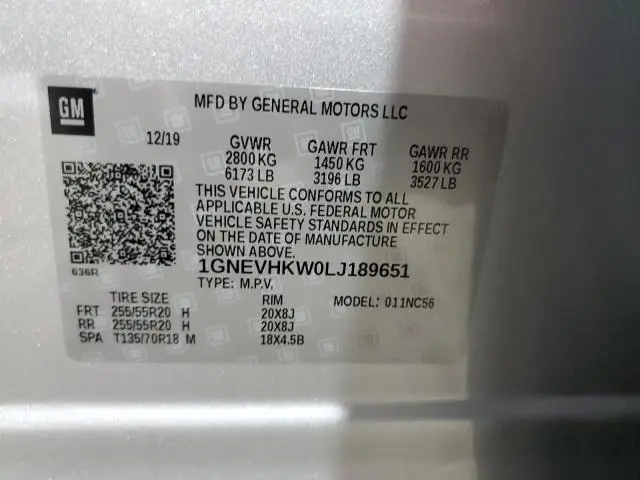 GM
MFD BY GENERAL MOTORS LLC
12/19 GVWR GAWR FRT GAWR RR
2800 KG 1450 KG 1600 KG
6173 LB 3196 LB 3527 LB
THIS VEHICLE CONFORMS TO ALL
APPLICABLE U.S. FEDERAL MOTOR
VEHICLE SAFETY STANDARDS IN EFFECT
ON THE DATE OF MANUFACTURE
SHOWN ABOVE.
636R
1GNEVHKW0LJ189651
TYPE: M.P.V. MODEL: 011NC56
TIRE SIZE RIM
FRT 255/55R20 H 20X8J
RR 255/55R20 H 20X8J
SPA T135/70R18 M 18X4.5B